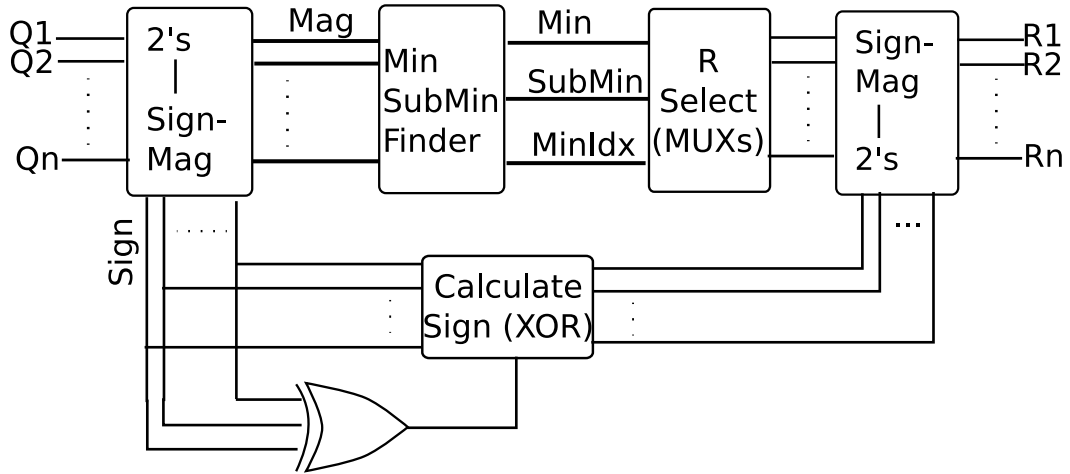 Q1
Q2
Qn
2's
Sign-
Mag
Mag
Min
SubMin
Finder
Min
SubMin
MinIdx
R
Select
(MUXs)
Sign-
Mag
2's
R1
R2
Rn
Sign
Calculate
Sign (XOR)